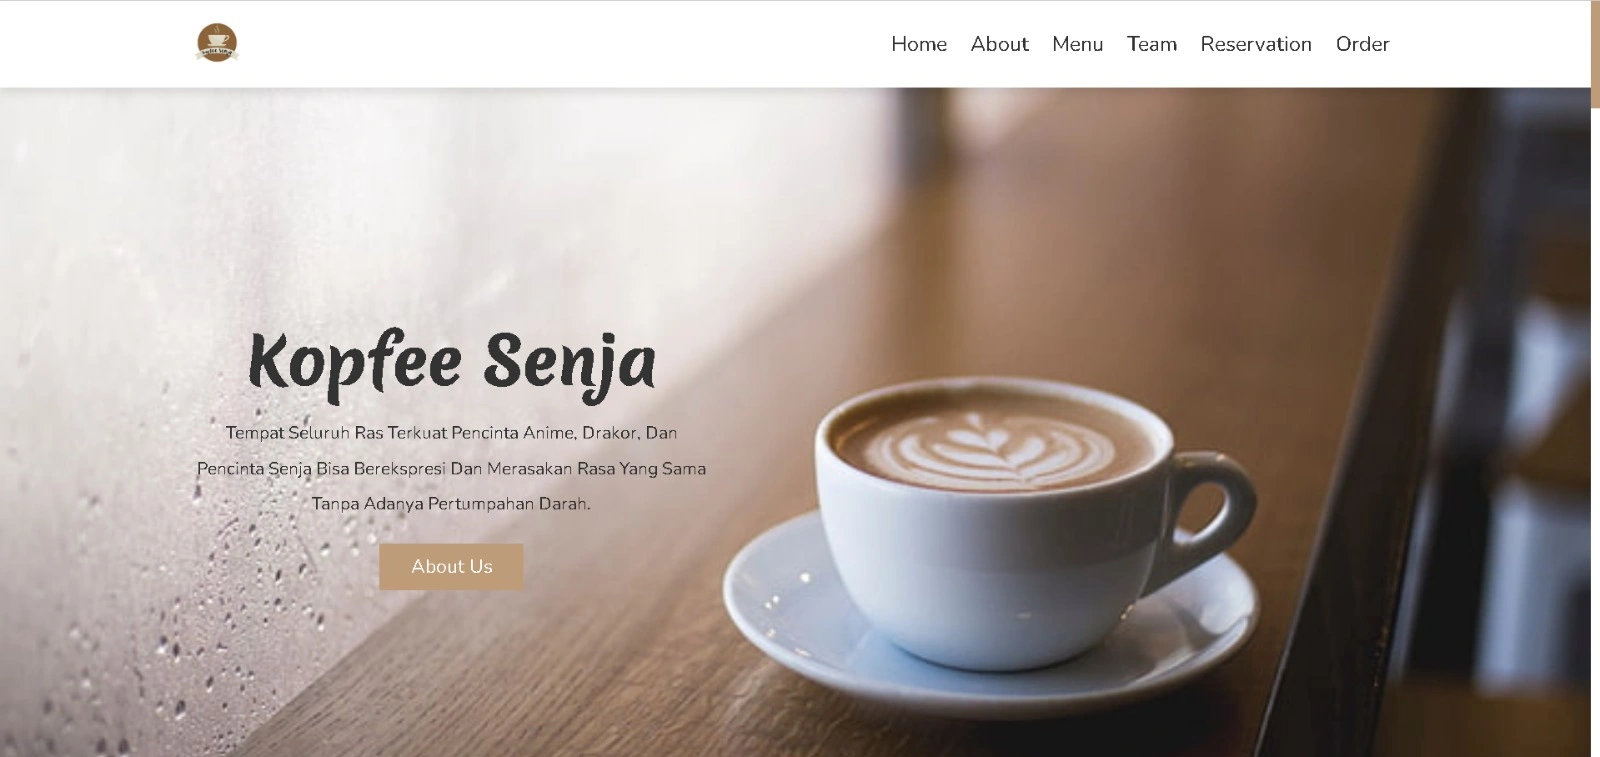 Home About Menu Team Reservation Order
Kopfee Senja
Tempat Seluruh Ras Terkuat Pencinta Anime, Drakor, Dan
Pencinta Senja Bisa Berekspresi Dan Merasakan Rasa Yang Sama
Tanpa Adanya Pertumpahan Darah.
About Us